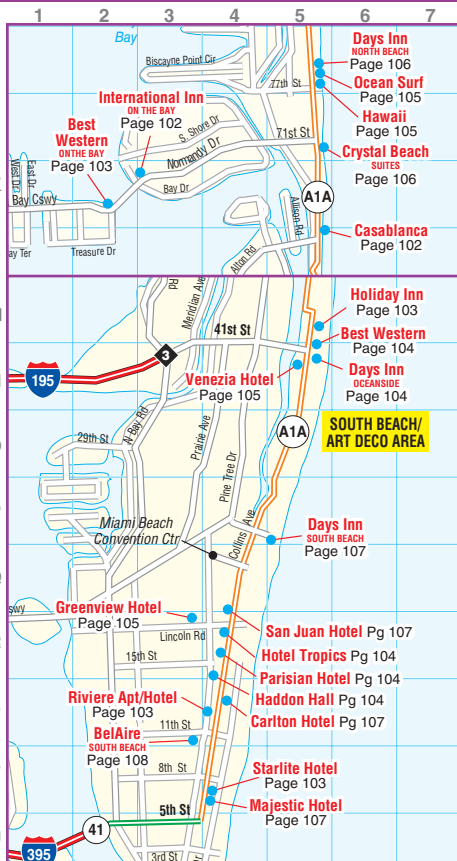 1 2 3 4 5 6 7
Bay
Biscayne Point Cir
77th St
Days Inn
NORTH BEACH
Page 106
Ocean Surf
Page 105
Hawaii
Page 105
International Inn
ON THE BAY
Page 102
S. Shore Dr
71st St
Normandy Dr
Crystal Beach
SUITES
Page 106
Best
Western
ONTHE BAY
Page 103
West Dr
East Dr
Bay Dr
Bay Cswy
A1A
Allison Rd
Casablanca
Page 102
Alton Rd
ay Ter
Treasure Dr
Rd
Meridian Ave
Holiday Inn
Page 103
41st St
Best Western
Page 104
3
195
Venezia Hotel
Page 105
Days Inn
OCEANSIDE
Page 104
N Bay Rd
Prairie Ave
A1A
SOUTH BEACH/
ART DECO AREA
29th St
Pine Tree Dr
Miami Beach
Convention Ctr
Collins Ave
Days Inn
SOUTH BEACH
Page 107
swy
Greenview Hotel
Page 105
Lincoln Rd
San Juan Hotel Pg 107
Hotel Tropics Pg 104
15th St
Parisian Hotel Pg 104
Haddon Hall Pg 104
Riviere Apt/Hotel
Page 103
Carlton Hotel Pg 107
11th St
BelAire
SOUTH BEACH
Page 108
8th St
Starlite Hotel
Page 103
5th St
Majestic Hotel
Page 107
41
395
3rd St